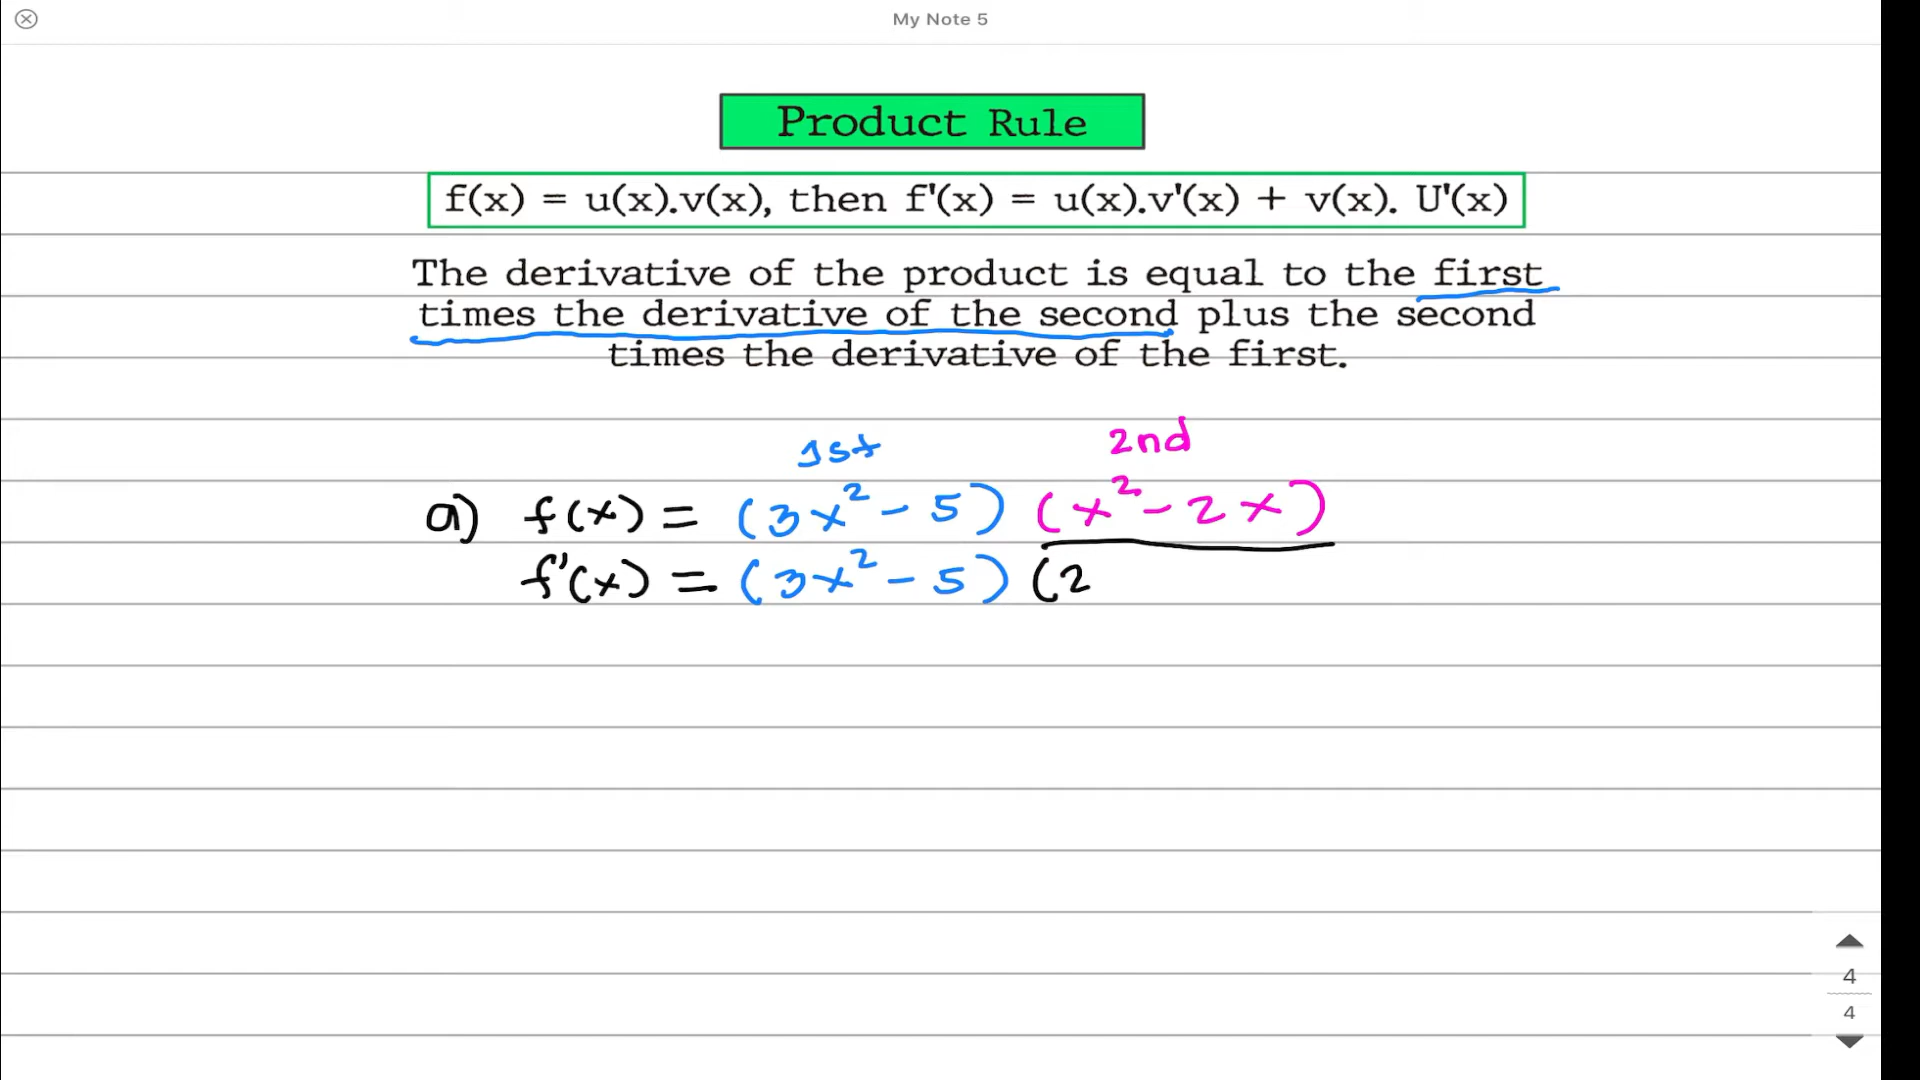 My Note 5
Product Rule
f(x) = u(x).v(x), then f'(x) = u(x).v'(x) + v(x). U'(x)
The derivative of the product is equal to the first
times the derivative of the second plus the second
times the derivative of the first.
1st 2nd
a) f(x) = (3x² - 5) (x² - 2x)
f'(x) = (3x² - 5) (2
4
4